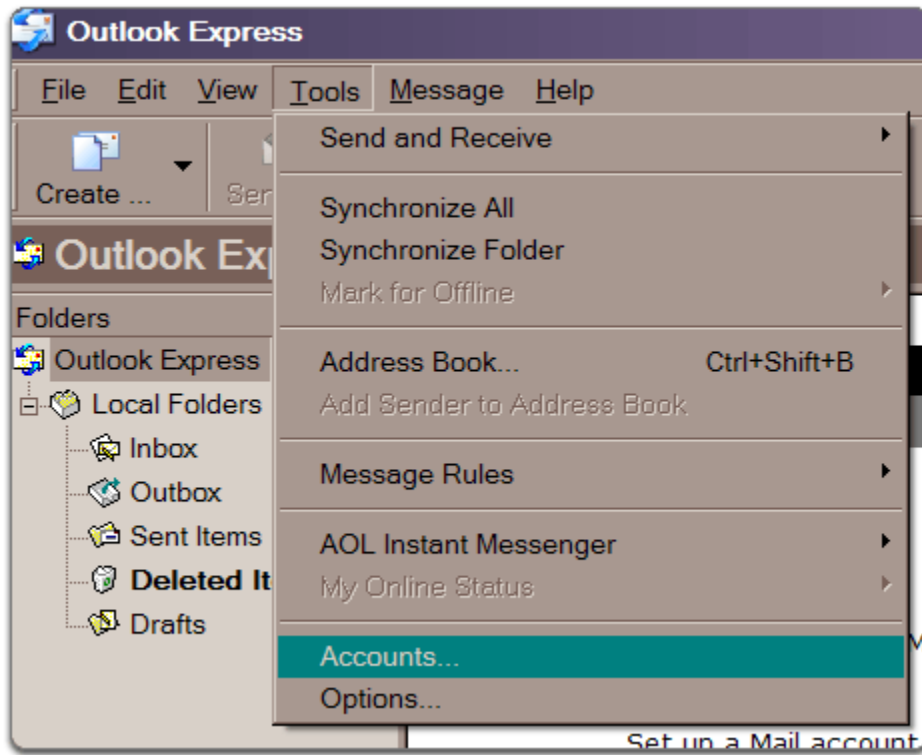 Outlook Express
File Edit View Tools Message Help
Create ...
Outlook
Folders
Outlook Express
Local Folders
Inbox
Outbox
Sent Items
Deleted
Drafts
Send and Receive
Synchronize All
Synchronize Folder
Mark for Offline
Address Book... Ctrl+Shift+B
Add Sender to Address Book
Message Rules
AOL Instant Messenger
My Online Status
Accounts...
Options...
Set up a Mail account